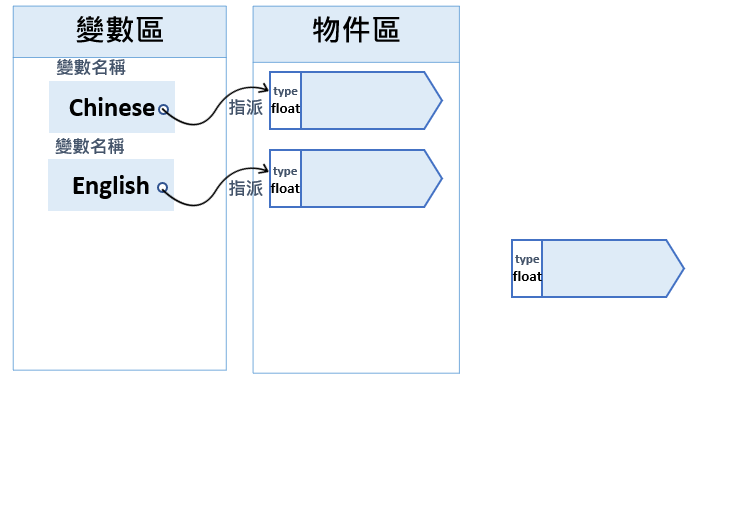 變數區
物件區
變數名稱
Chinese
指派
type
float
變數名稱
English
指派
type
float
type
float